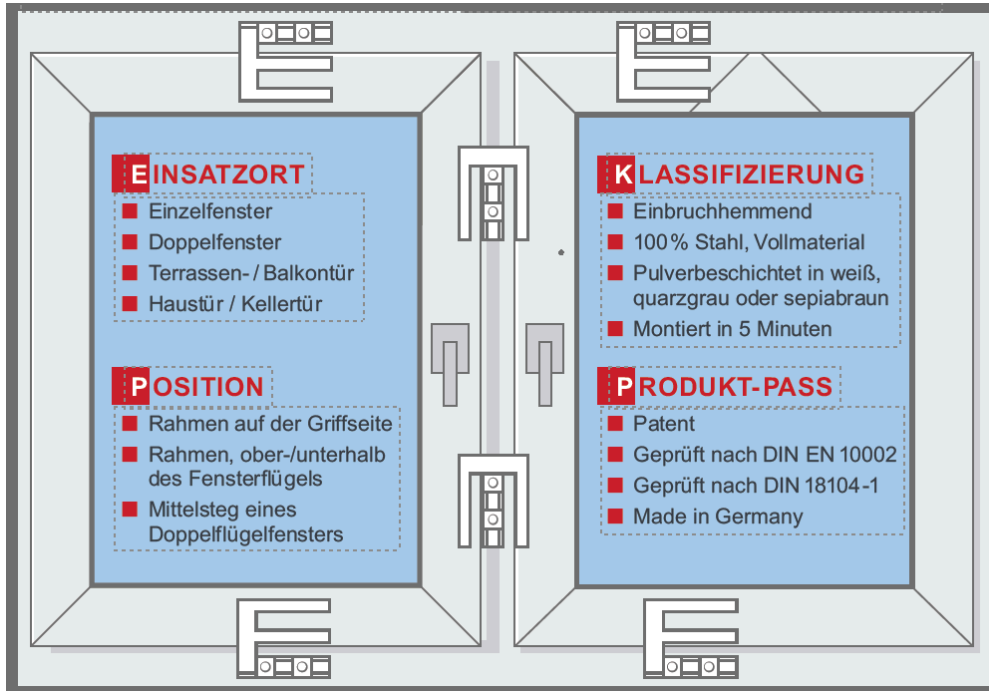 EINSATZORT
Einzelfenster
Doppelfenster
Terrassen- / Balkontür
Haustür / Kellertür
POSITION
Rahmen auf der Griffseite
Rahmen, ober-/unterhalb
des Fensterflügels
Mittelsteg eines
Doppelflügelfensters
KLASSIFIZIERUNG
Einbruchhemmend
100% Stahl, Vollmaterial
Pulverbeschichtet in weiß,
quarzgrau oder sepiabraun
Montiert in 5 Minuten
PRODUKT-PASS
Patent
Geprüft nach DIN EN 10002
Geprüft nach DIN 18104-1
Made in Germany